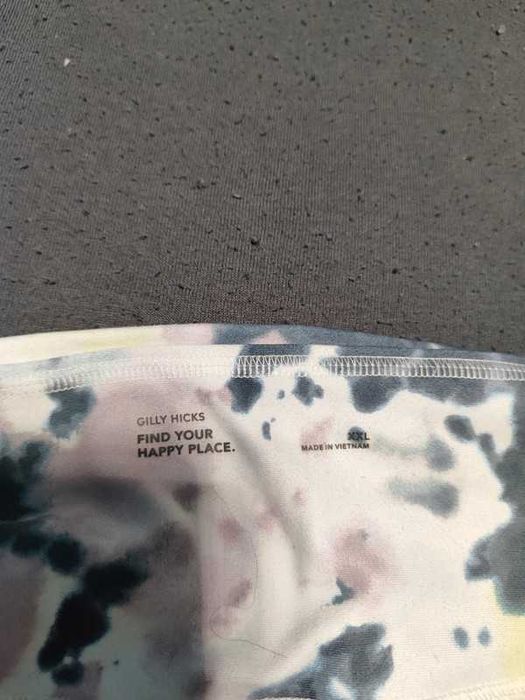 GILLY HICKS
FIND YOUR
HAPPY PLACE.
XXL
MADE IN VIETNAM